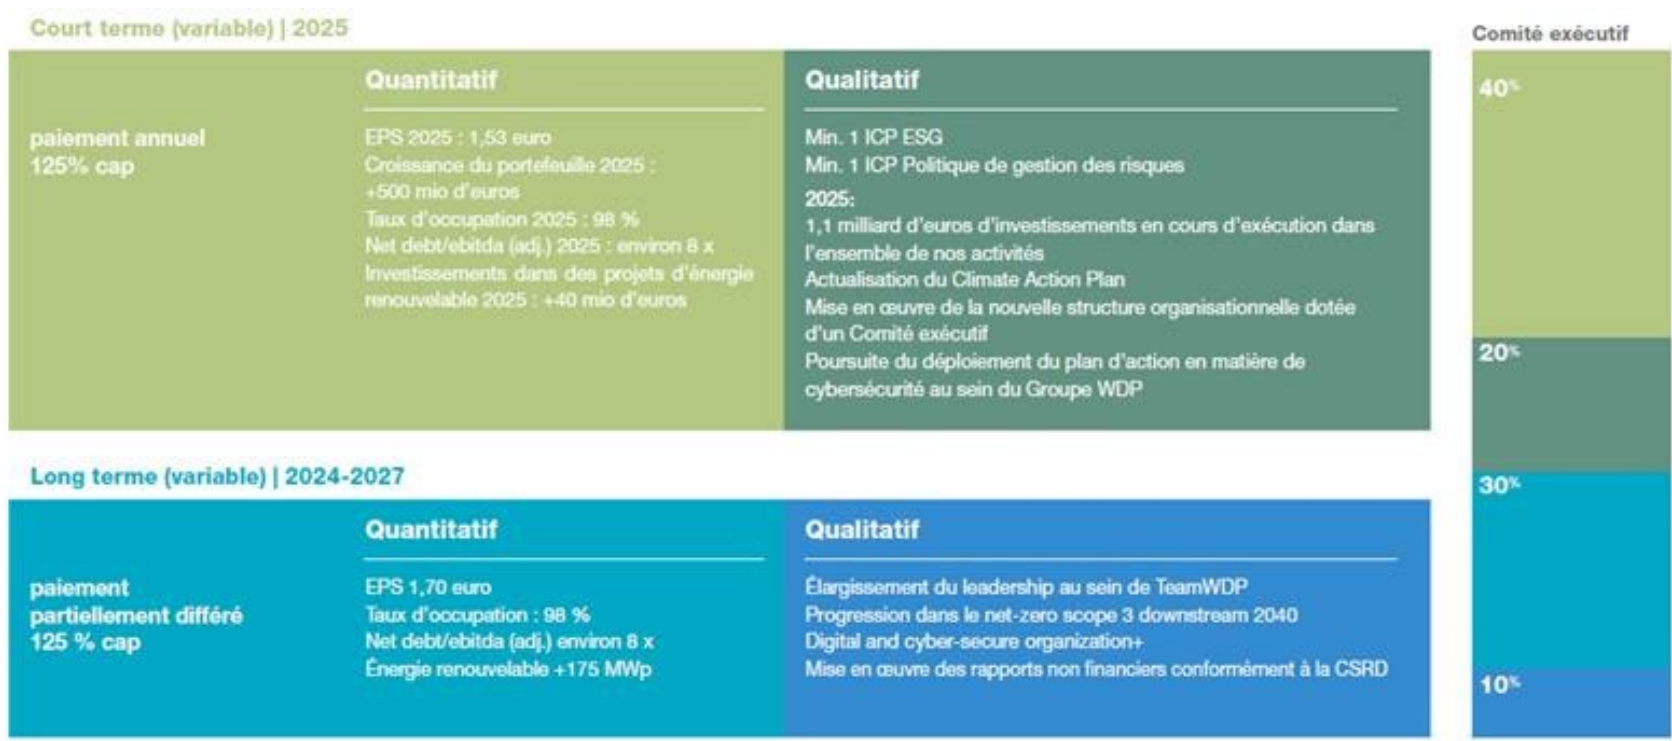 Court terme (variable) | 2025
Comité exécutif
paiement annuel
125% cap
Quantitatif
EPS 2025 : 1,53 euro
Croissance du portefeuille 2025 :
+500 mio d'euros
Taux d'occupation 2025 : 98 %
Net debt/ebitda (adj.) 2025 : environ 8 x
Investissements dans des projets d'énergie
renouvelable 2025 : +40 mio d'euros
Qualitatif
Min. 1 ICP ESG
Min. 1 ICP Politique de gestion des risques
2025:
1,1 milliard d'euros d'investissements en cours d'exécution dans
l'ensemble de nos activités
Actualisation du Climate Action Plan
Mise en œuvre de la nouvelle structure organisationnelle dotée
d'un Comité exécutif
Poursuite du déploiement du plan d'action en matière de
cybersécurité au sein du Groupe WDP
40%
20%
30%
10%
Long terme (variable) | 2024-2027
paiement
partiellement différé
125 % cap
Quantitatif
EPS 1,70 euro
Taux d'occupation : 98 %
Net debt/ebitda (adj.) environ 8 x
Énergie renouvelable +175 MWp
Qualitatif
Élargissement du leadership au sein de TeamWDP
Progression dans le net-zero scope 3 downstream 2040
Digital and cyber-secure organization+
Mise en œuvre des rapports non financiers conformément à la CSRD